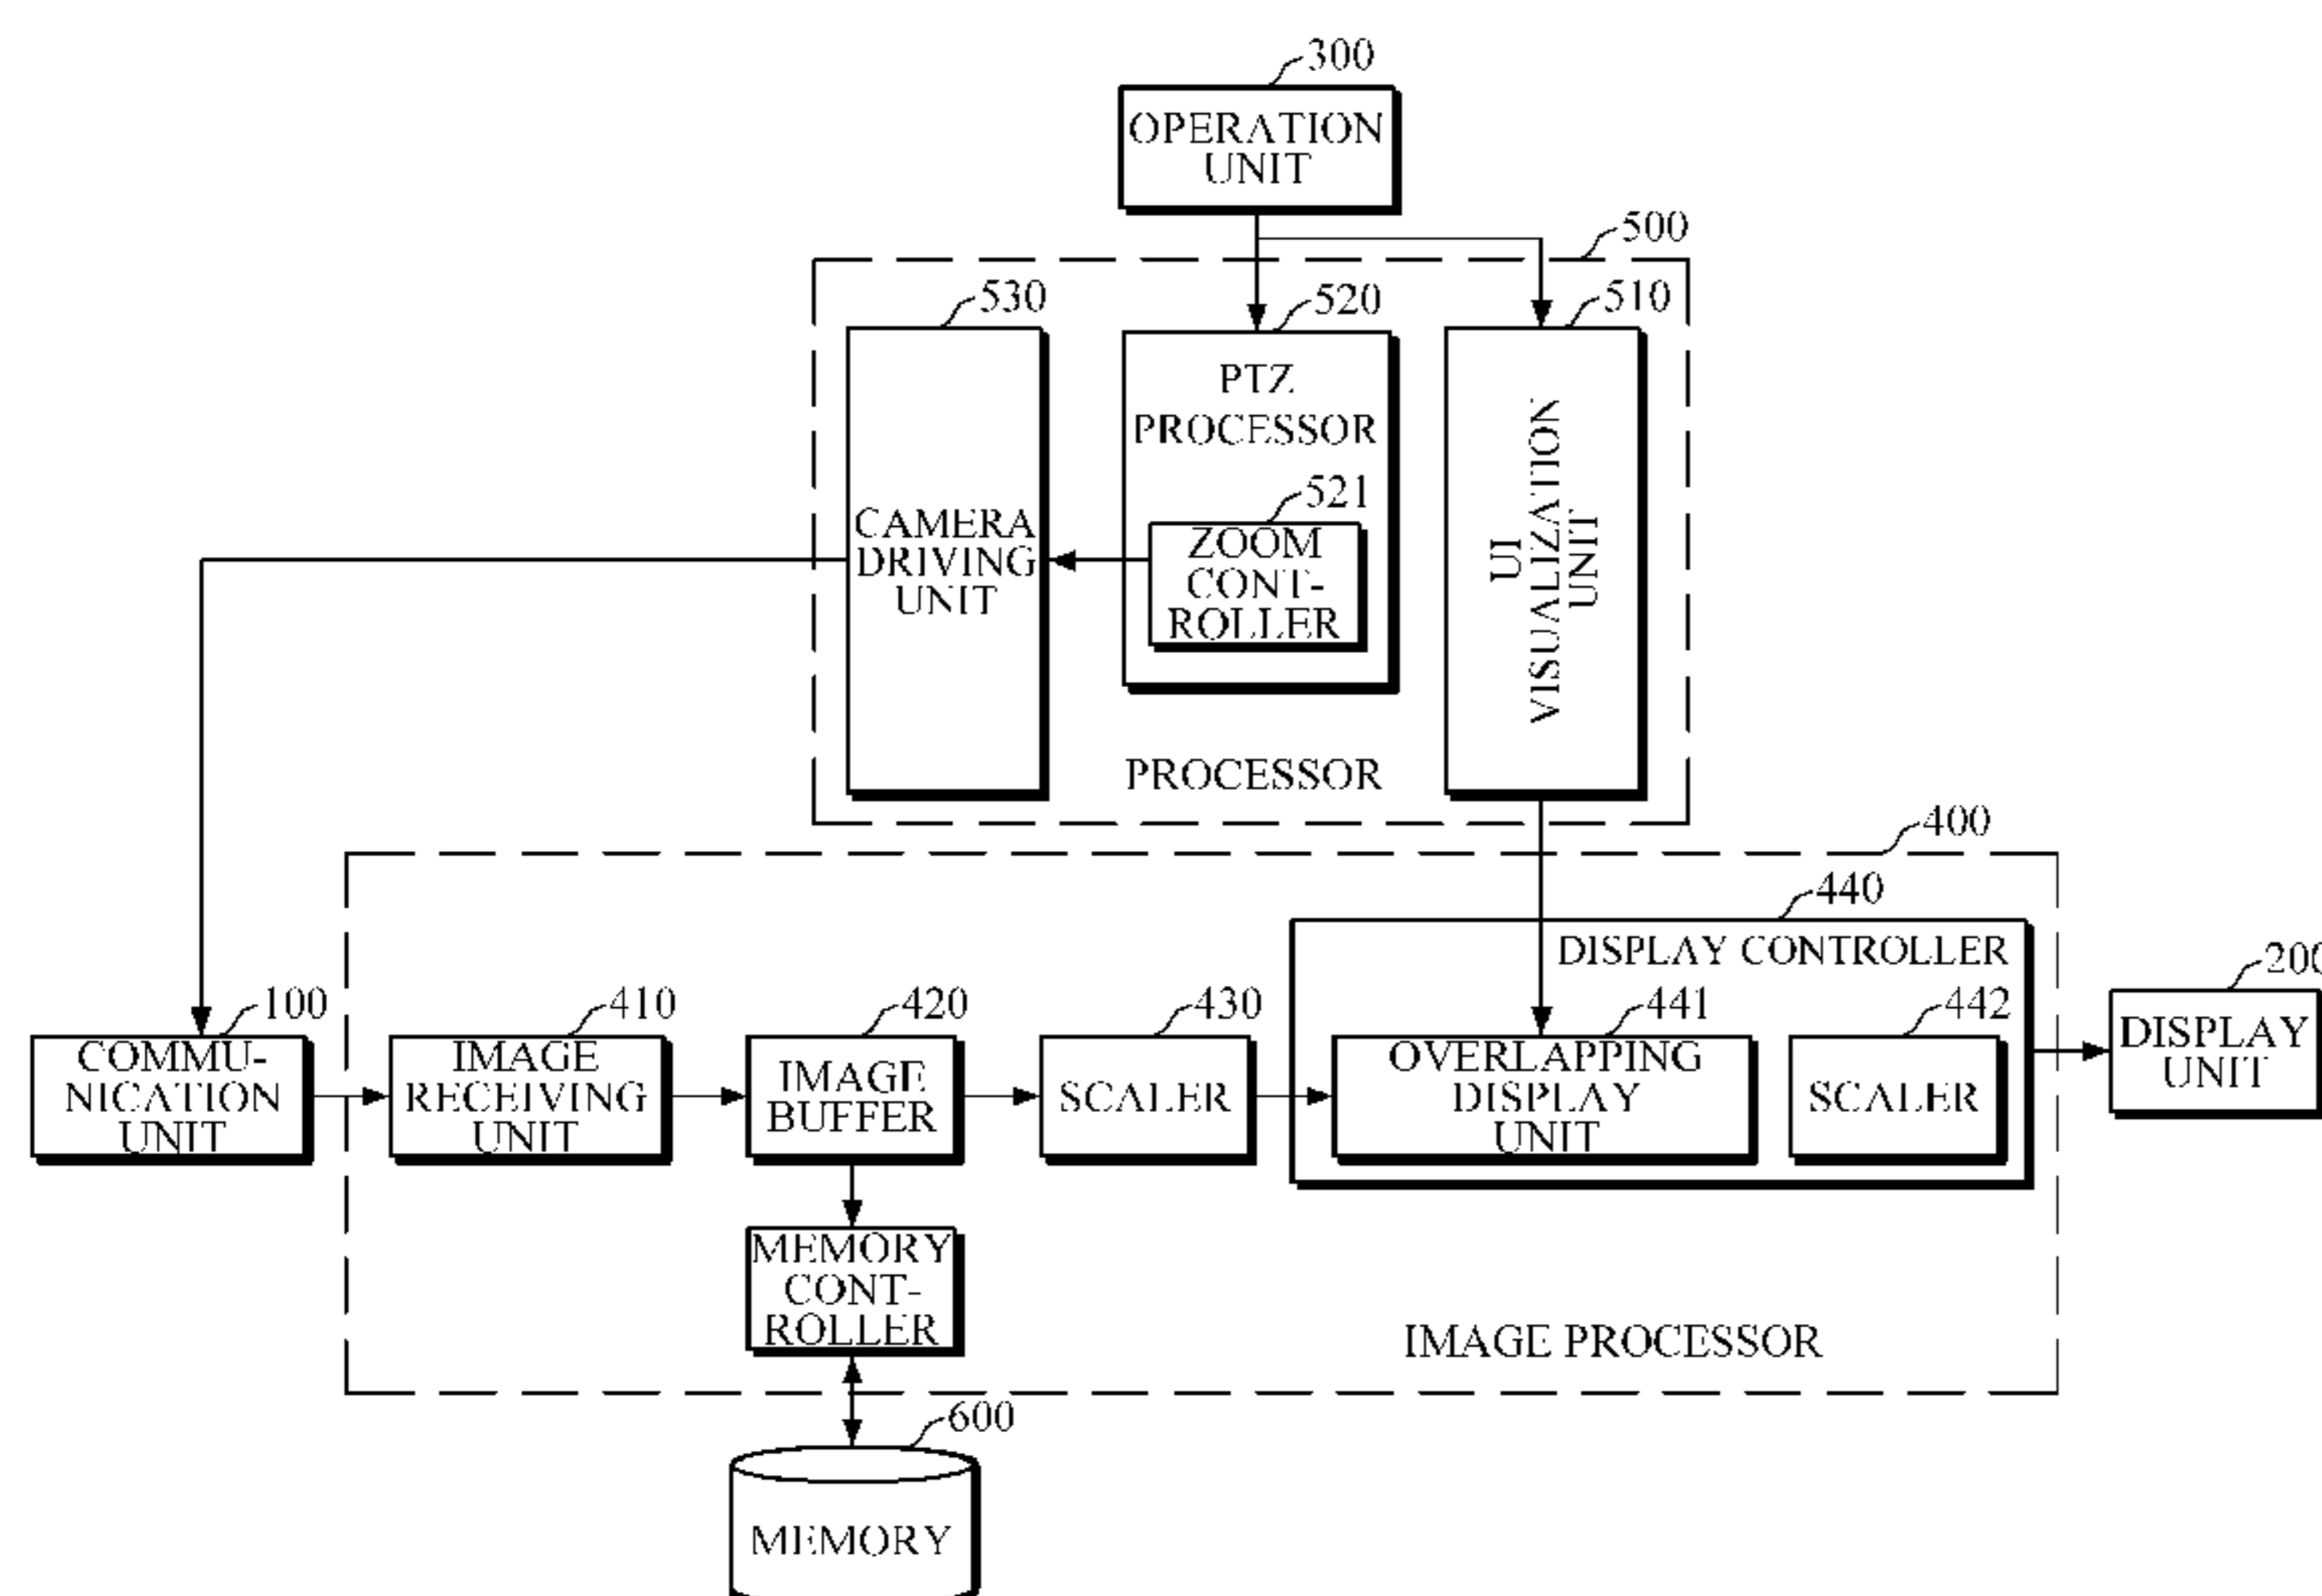 300
OPERATION
UNIT
500
530
520
510
PTZ
PROCESSOR
521
CAMERA
DRIVING
UNIT
ZOOM
CONT-
ROLLER
UI
VISUALIZATION
UNIT
PROCESSOR
400
440
DISPLAY CONTROLLER
200
100
410
420
430
441
442
COMMU-
NICATION
UNIT
IMAGE
RECEIVING
UNIT
IMAGE
BUFFER
SCALER
OVERLAPPING
DISPLAY
UNIT
SCALER
DISPLAY
UNIT
MEMORY
CONT-
ROLLER
IMAGE PROCESSOR
600
MEMORY